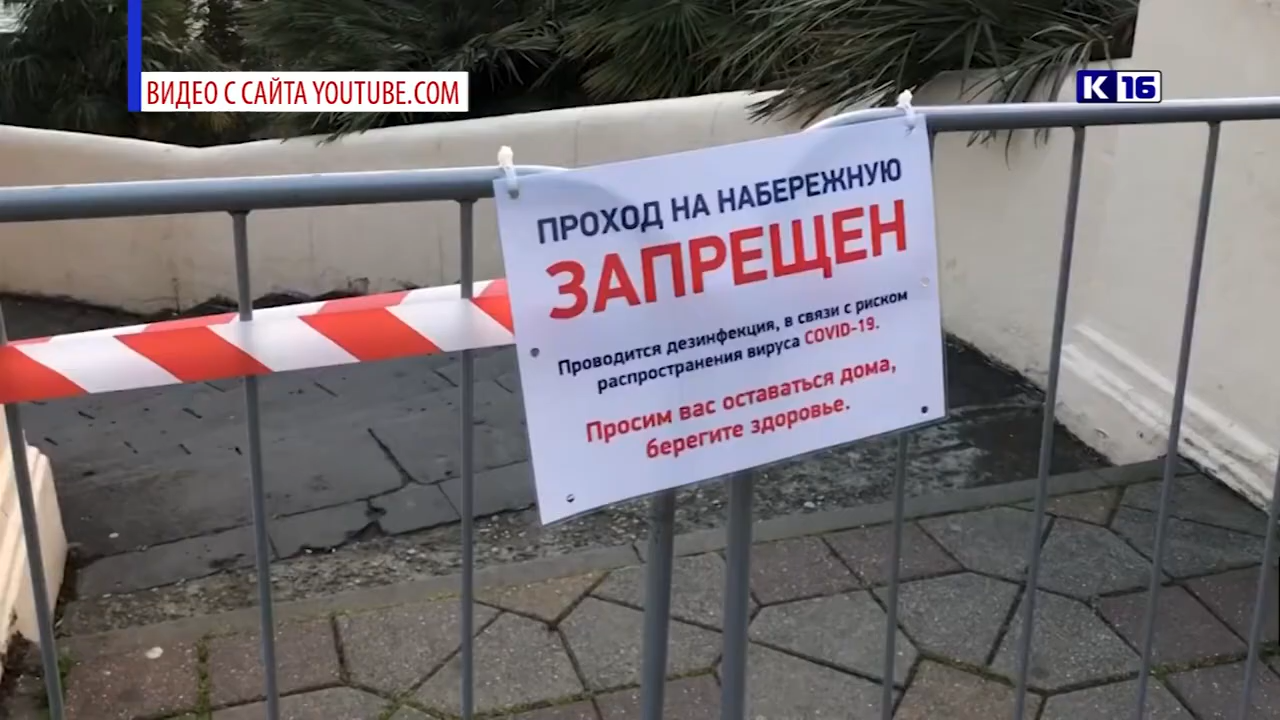 ВИДЕО С САЙТА YOUTUBE.COM
К 16
ПРОХОД НА НАБЕРЕЖНУЮ
ЗАПРЕЩЕН
Проводится дезинфекция, в связи с риском
распространения вируса COVID-19.
Просим вас оставаться дома,
берегите здоровье.